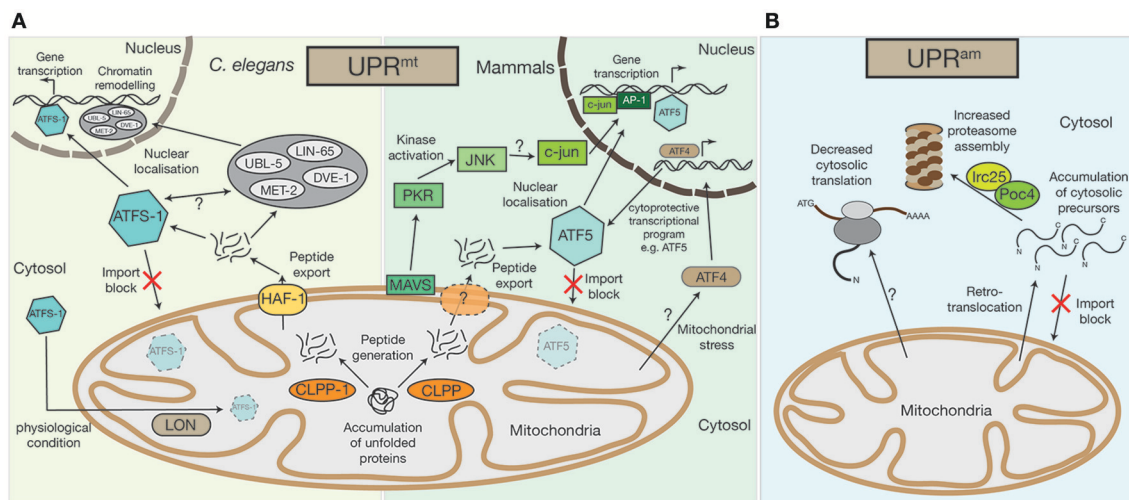 A
Nucleus
Gene
transcription
Chromatin
remodelling
ATFS-1
UBL-5
LIN-65
MET-2
DVE-1
C. elegans
UPRmt
Mammals
Nucleus
Gene
transcription
c-jun
AP-1
ATF5
ATF4
Nuclear
localisation
UBL-5
LIN-65
MET-2
DVE-1
?
ATFS-1
Kinase
activation
PKR
JNK
?
c-jun
Nuclear
localisation
ATF5
cytoprotective
transcriptional
program
e.g. ATF5
Cytosol
Import
block
Peptide
export
HAF-1
MAVS
?
Peptide
export
Import
block
ATF4
?
Mitochondrial
stress
ATFS-1
ATFS-1
ATFS-1
physiological
condition
LON
Peptide
generation
CLPP-1
CLPP
Accumulation
of unfolded
proteins
ATF5
Mitochondria
Cytosol
B
UPRam
Cytosol
Increased
proteasome
assembly
Decreased
cytosolic
translation
Irc25
Poc4
Accumulation
of cytosolic
precursors
ATG
AAAA
N
C
C
C
C
N
N
N
N
?
Retro-
translocation
Import
block
Mitochondria